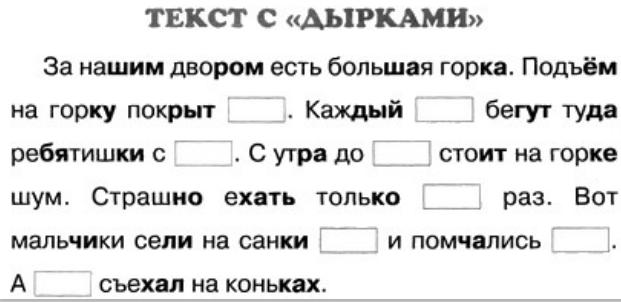 ТЕКСТ С «ДЫРКАМИ»
За нашим двором есть большая горка. Подъём
на горку покрыт . Каждый бегут туда
ребятишки с . С утра до стоит на горке
шум. Страшно ехать только раз. Вот
мальчики сели на санки и помчались .
А съехал на коньках.